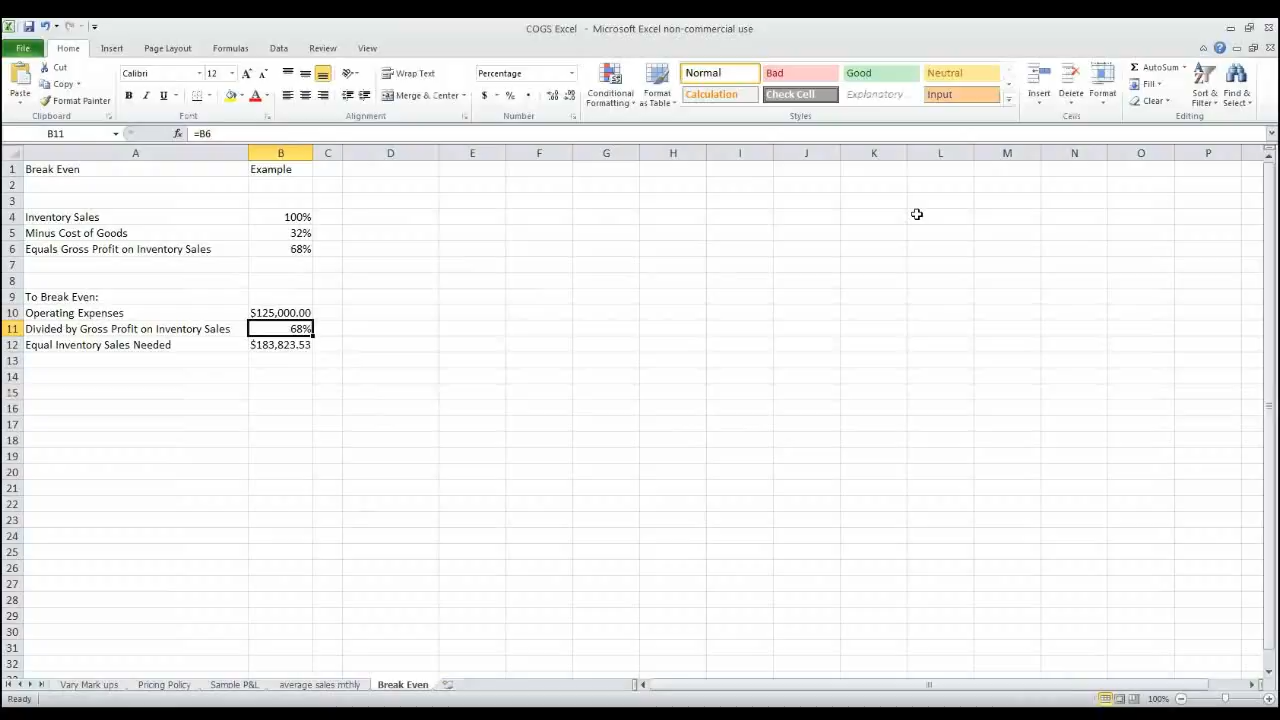 COGS Excel - Microsoft Excel non-commercial use
File Home Insert Page Layout Formulas Data Review View
Paste
Cut
Copy
Format Painter
Clipboard
Calibri 12
B I U
Font
Wrap Text
Merge & Center
Alignment
Percentage
$ % ,
Number
Conditional Formatting
Format as Table
Normal Bad Good Neutral
Calculation Check Cell Explanatory... Input
Styles
Insert Delete Format
Cells
AutoSum
Fill
Clear
Sort & Filter
Find & Select
Editing
B11 fx =B6
A B C D E F G H I J K L M N O P
1 Break Even Example
2
3
4 Inventory Sales 100%
5 Minus Cost of Goods 32%
6 Equals Gross Profit on Inventory Sales 68%
7
8
9 To Break Even:
10 Operating Expenses $125,000.00
11 Divided by Gross Profit on Inventory Sales 68%
12 Equal Inventory Sales Needed $183,823.53
13
14
15
16
17
18
19
20
21
22
23
24
25
26
27
28
29
30
31
32
Vary Mark ups Pricing Policy Sample P&L average sales mthly Break Even
Ready 100%